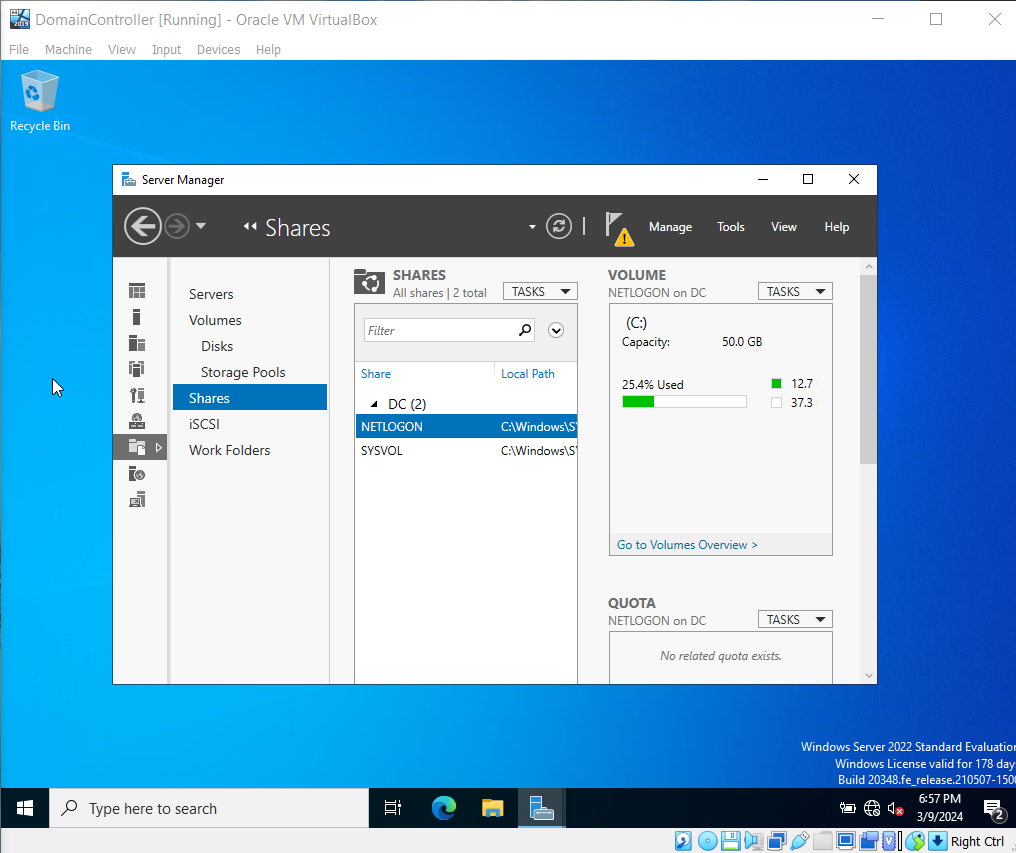 DomainController [Running] - Oracle VM VirtualBox
File Machine View Input Devices Help
Recycle Bin
Server Manager
Shares
Manage Tools View Help
Servers
Volumes
Disks
Storage Pools
Shares
iSCSI
Work Folders
SHARES
All shares | 2 total
TASKS
Filter
Share Local Path
DC (2)
NETLOGON C:\Windows\SY
SYSVOL C:\Windows\SY
VOLUME
NETLOGON on DC
TASKS
(C:)
Capacity: 50.0 GB
25.4% Used 12.7
37.3
Go to Volumes Overview >
QUOTA
NETLOGON on DC
TASKS
No related quota exists.
Windows Server 2022 Standard Evaluation
Windows License valid for 178 days
Build 20348.fe_release.210507-1500
Type here to search
6:57 PM
3/9/2024
2
Right Ctrl